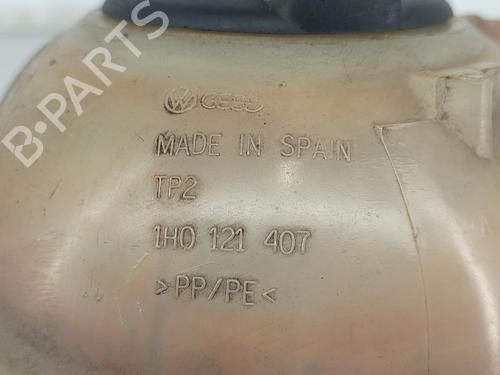 B-PARTS
MADE IN SPAIN
TP2
1H0 121 407
>PP/PE<